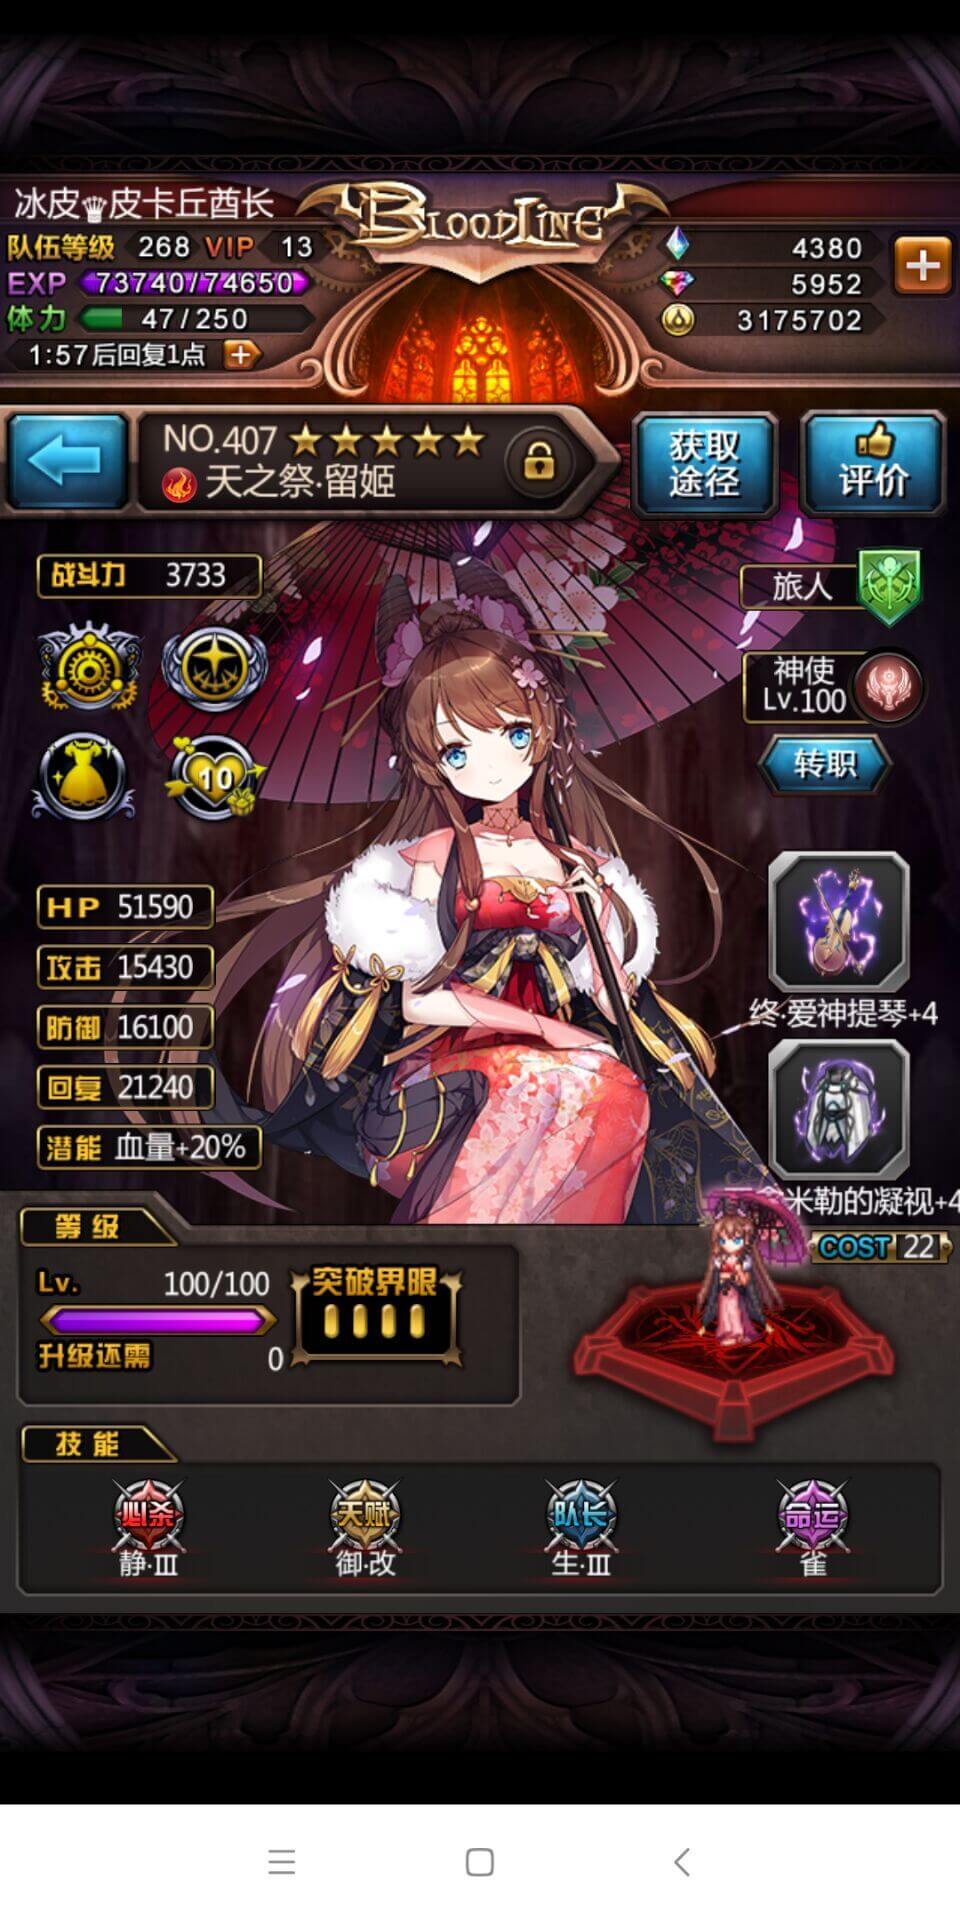 冰皮♛皮卡丘酋长
BLOODLINE
队伍等级 268 VIP 13
4380
EXP 73740/74650
5952
体力 47/250
3175702
1:57后回复1点
NO.407
天之祭·留姬
获取
途径
评价
战斗力 3733
旅人
神使
Lv.100
转职
10
HP 51590
攻击 15430
防御 16100
回复 21240
潜能 血量+20%
终·爱神提琴+4
米勒的凝视+4
COST 22
等级
Lv. 100/100
突破界限
升级还需 0
技能
必杀 天赋 队长 命运
静·III 御·改 生·III 雀